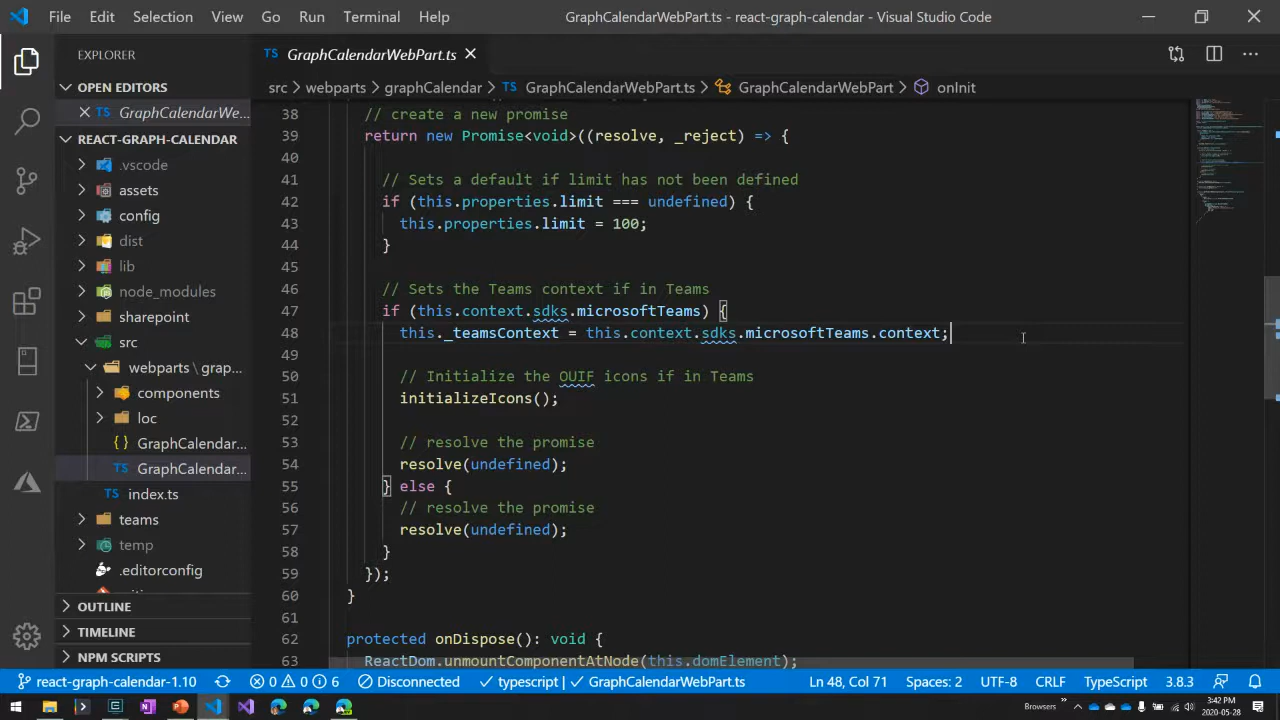 File Edit Selection View Go Run Terminal Help GraphCalendarWebPart.ts - react-graph-calendar - Visual Studio Code
EXPLORER
OPEN EDITORS
GraphCalendarWe...
REACT-GRAPH-CALENDAR
.vscode
assets
config
dist
lib
node_modules
sharepoint
src
webparts \ grap...
components
loc
{} GraphCalendar...
TS GraphCalendar...
TS index.ts
teams
temp
.editorconfig
OUTLINE
TIMELINE
NPM SCRIPTS
TS GraphCalendarWebPart.ts
src > webparts > graphCalendar > TS GraphCalendarWebPart.ts > GraphCalendarWebPart > onInit
38 // create a new promise
39 return new Promise<void>((resolve, _reject) => {
40
41 // Sets a default if limit has not been defined
42 if (this.properties.limit === undefined) {
43 this.properties.limit = 100;
44 }
45
46 // Sets the Teams context if in Teams
47 if (this.context.sdks.microsoftTeams) {
48 this._teamsContext = this.context.sdks.microsoftTeams.context;
49
50 // Initialize the OUIF icons if in Teams
51 initializeIcons();
52
53 // resolve the promise
54 resolve(undefined);
55 } else {
56 // resolve the promise
57 resolve(undefined);
58 }
59 });
60 }
61
62 protected onDispose(): void {
63 ReactDom.unmountComponentAtNode(this.domElement);
react-graph-calendar-1.10 0 0 6 Disconnected typescript | GraphCalendarWebPart.ts Ln 48, Col 71 Spaces: 2 UTF-8 CRLF TypeScript 3.8.3
Browsers 3:42 PM
2020-05-28